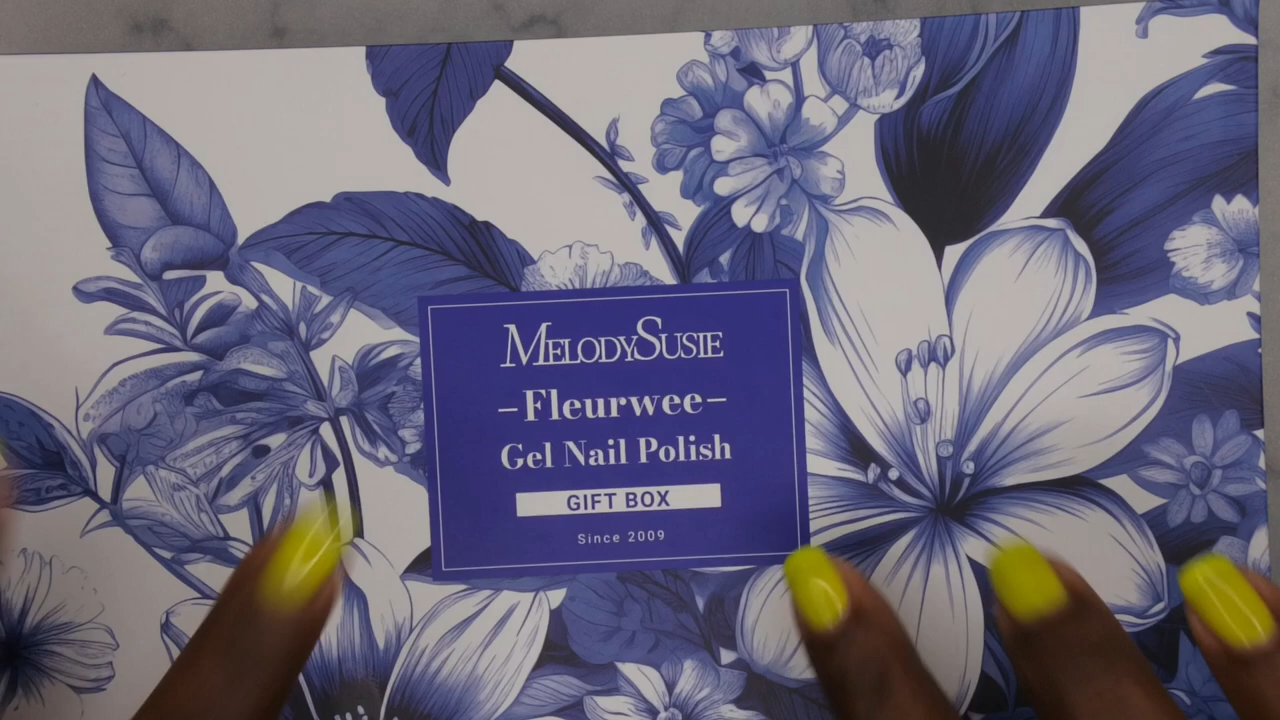 MELODYSUSIE
–Fleurwee–
Gel Nail Polish
GIFT BOX
Since 2009